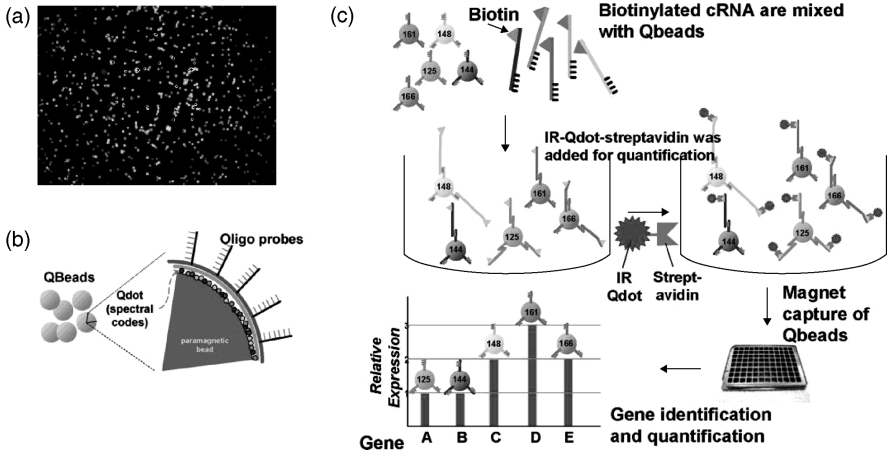 (a)
(b)
QBeads
Qdot
(spectral
codes)
Oligo probes
paramagnetic
bead
(c)
Biotin
Biotinylated cRNA are mixed
with Qbeads
161
148
125
144
166
IR-Qdot-streptavidin was
added for quantification
148
161
166
144
125
IR
Qdot
Strept-
avidin
148
161
166
144
125
Magnet
capture of
Qbeads
Relative
Expression
3
2
1
125
144
148
161
166
Gene
A B C D E
Gene identification
and quantification